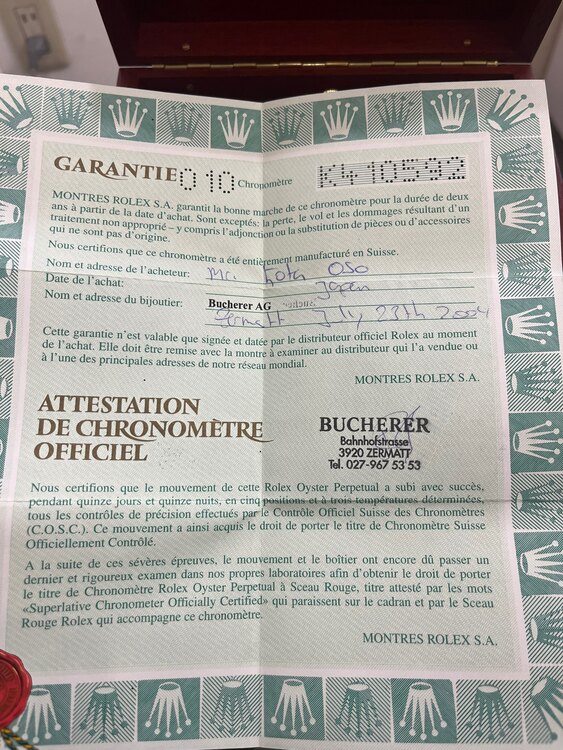 GARANTIE 010 Chronomètre K410592
MONTRES ROLEX S.A. garantit la bonne marche de ce chronomètre pour la durée de deux
ans à partir de la date d'achat. Sont exceptés: la perte, le vol et les dommages résultant d'un
traitement non approprié – y compris l'adjonction ou la substitution de pièces ou d'accessoires
qui ne sont pas d'origine.
Nous certifions que ce chronomètre a été entièrement manufacturé en Suisse.
Nom et adresse de l'acheteur: Mr. Oso
Date de l'achat: Japan
Nom et adresse du bijoutier: Bucherer AG
Zermatt July 28th 2004
Cette garantie n'est valable que signée et datée par le distributeur officiel Rolex au moment
de l'achat. Elle doit être remise avec la montre à examiner au distributeur qui l'a vendue ou
à l'une des principales adresses de notre réseau mondial.
MONTRES ROLEX S.A.
ATTESTATION
DE CHRONOMÈTRE
OFFICIEL
BUCHERER
Bahnhofstrasse
3920 ZERMATT
Tel. 027-967 53 53
Nous certifions que le mouvement de cette Rolex Oyster Perpetual a subi avec succès,
pendant quinze jours et quinze nuits, en cinq positions et à trois températures déterminées,
tous les contrôles de précision effectués par le Contrôle Officiel Suisse des Chronomètres
(C.O.S.C.). Ce mouvement a ainsi acquis le droit de porter le titre de Chronomètre Suisse
Officiellement Contrôlé.
A la suite de ces sévères épreuves, le mouvement et le boîtier ont encore dû passer un
dernier et rigoureux examen dans nos propres laboratoires afin d'obtenir le droit de porter
le titre de Chronomètre Rolex Oyster Perpetual à Sceau Rouge, titre attesté par les mots
«Superlative Chronometer Officially Certified» qui paraissent sur le cadran et par le Sceau
Rouge Rolex qui accompagne ce chronomètre.
MONTRES ROLEX S.A.